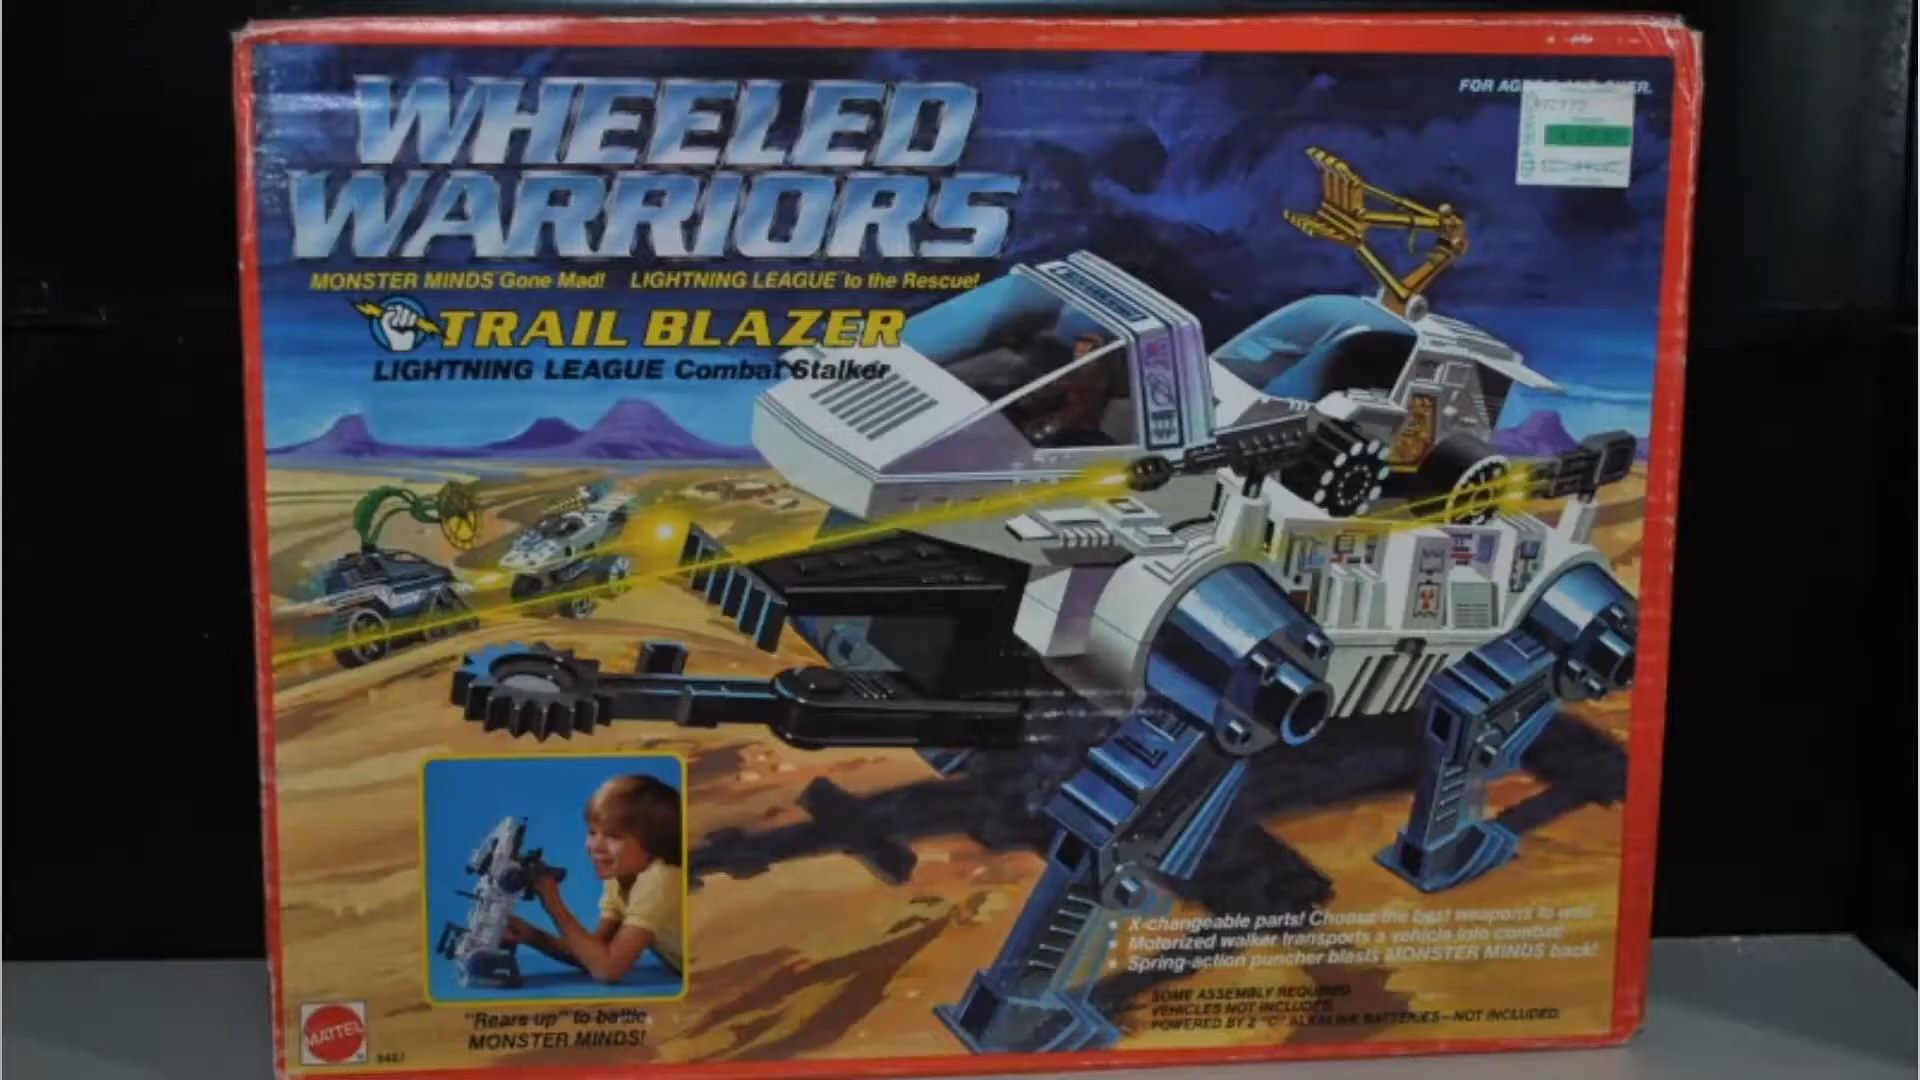 WHEELED
WARRIORS
MONSTER MINDS Gone Mad! LIGHTNING LEAGUE to the Rescue!
TRAIL BLAZER
LIGHTNING LEAGUE Combat Stalker
FOR
• X-changeable parts! Choose the best weapons to win!
• Motorized walker transports a vehicle into combat!
• Spring-action puncher blasts MONSTER MINDS back!
SOME ASSEMBLY REQUIRED
VEHICLES NOT INCLUDED.
POWERED BY 2 "C" ALKALINE BATTERIES—NOT INCLUDED.
"Rears up" to battle
MONSTER MINDS!
MATTEL